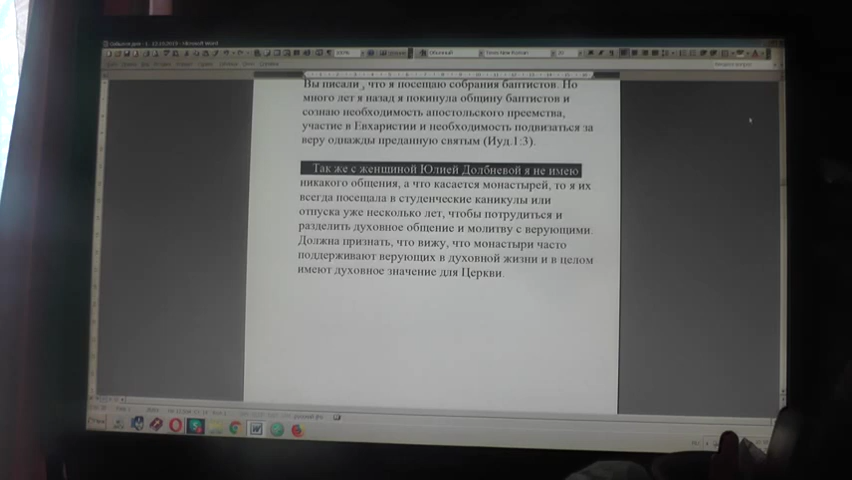 Microsoft Word
Вы писали, что я посещаю собрания баптистов. По
много лет я назад я покинула общину баптистов и
сознаю необходимость апостольского преемства,
участие в Евхаристии и необходимость подвизаться за
веру однажды преданную святым (Иуд.1:3).
Так же с женщиной Юлией Долбневой я не имею
никакого общения, а что касается монастырей, то я их
всегда посещала в студенческие каникулы или
отпуска уже несколько лет, чтобы потрудиться и
разделить духовное общение и молитву с верующими.
Должна признать, что вижу, что монастыри часто
поддерживают верующих в духовной жизни и в целом
имеют духовное значение для Церкви.